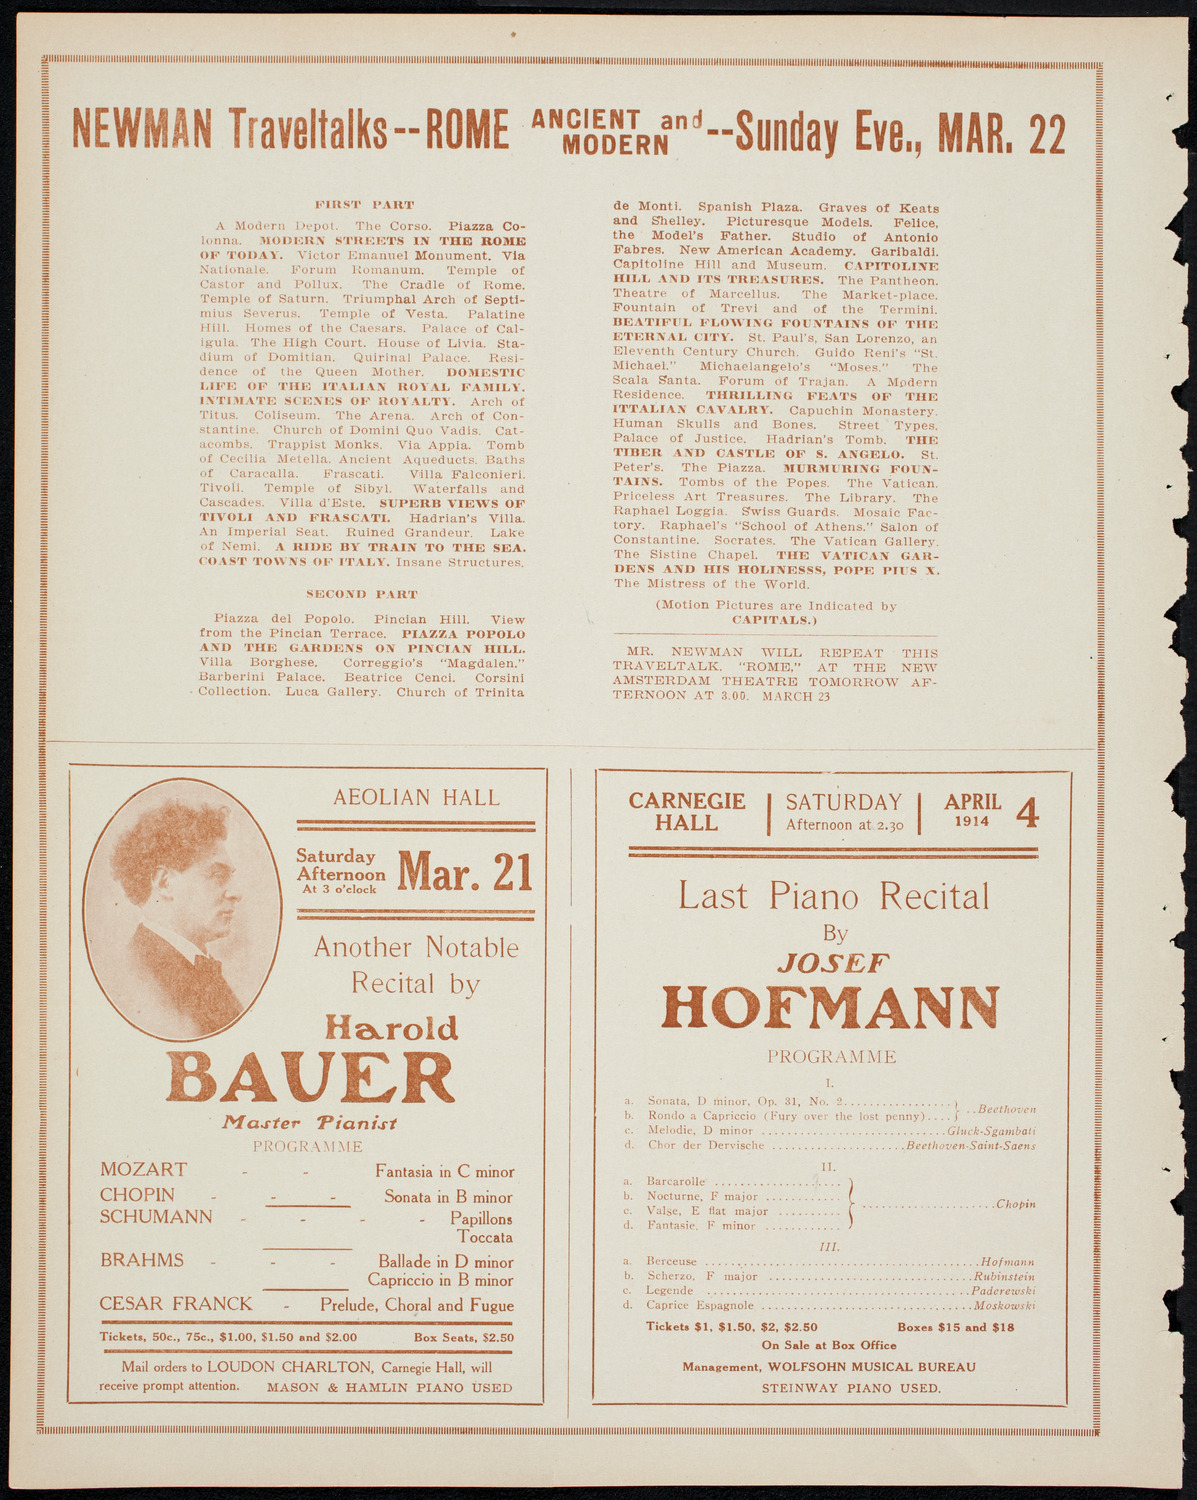 NEWMAN Traveltalks--ROME ANCIENT and MODERN--Sunday Eve., MAR. 22
FIRST PART
A Modern Depot. The Corso. Piazza Co-
lonna. MODERN STREETS IN THE ROME
OF TODAY. Victor Emanuel Monument. Via
Nationale. Forum Romanum. Temple of
Castor and Pollux. The Cradle of Rome.
Temple of Saturn. Triumphal Arch of Septi-
mius Severus. Temple of Vesta. Palatine
Hill. Homes of the Caesars. Palace of Cal-
igula. The High Court. House of Livia. Sta-
dium of Domitian. Quirinal Palace. Resi-
dence of the Queen Mother. DOMESTIC
LIFE OF THE ITALIAN ROYAL FAMILY.
INTIMATE SCENES OF ROYALTY. Arch of
Titus. Coliseum. The Arena. Arch of Con-
stantine. Church of Domini Quo Vadis. Cat-
acombs. Trappist Monks. Via Appia. Tomb
of Cecilia Metella. Ancient Aqueducts. Baths
of Caracalla. Frascati. Villa Falconieri.
Tivoli. Temple of Sibyl. Waterfalls and
Cascades. Villa d'Este. SUPERB VIEWS OF
TIVOLI AND FRASCATI. Hadrian's Villa.
An Imperial Seat. Ruined Grandeur. Lake
of Nemi. A RIDE BY TRAIN TO THE SEA.
COAST TOWNS OF ITALY. Insane Structures.
SECOND PART
Piazza del Popolo. Pincian Hill. View
from the Pincian Terrace. PIAZZA POPOLO
AND THE GARDENS ON PINCIAN HILL.
Villa Borghese. Correggio's "Magdalen."
Barberini Palace. Beatrice Cenci. Corsini
Collection. Luca Gallery. Church of Trinita
de Monti. Spanish Plaza. Graves of Keats
and Shelley. Picturesque Models. Felice,
the Model's Father. Studio of Antonio
Fabres. New American Academy. Garibaldi.
Capitoline Hill and Museum. CAPITOLINE
HILL AND ITS TREASURES. The Pantheon.
Theatre of Marcellus. The Market-place.
Fountain of Trevi and of the Termini.
BEATIFUL FLOWING FOUNTAINS OF THE
ETERNAL CITY. St. Paul's, San Lorenzo, an
Eleventh Century Church. Guido Reni's "St.
Michael." Michaelangelo's "Moses." The
Scala Santa. Forum of Trajan. A Modern
Residence. THRILLING FEATS OF THE
ITTALIAN CAVALRY. Capuchin Monastery.
Human Skulls and Bones. Street Types.
Palace of Justice. Hadrian's Tomb. THE
TIBER AND CASTLE OF S. ANGELO. St.
Peter's. The Piazza. MURMURING FOUN-
TAINS. Tombs of the Popes. The Vatican.
Priceless Art Treasures. The Library. The
Raphael Loggia. Swiss Guards. Mosaic Fac-
tory. Raphael's "School of Athens." Salon of
Constantine. Socrates. The Vatican Gallery.
The Sistine Chapel. THE VATICAN GAR-
DENS AND HIS HOLINESSS, POPE PIUS X.
The Mistress of the World.
(Motion Pictures are Indicated by
CAPITALS.)
MR. NEWMAN WILL REPEAT THIS
TRAVELTALK, "ROME," AT THE NEW
AMSTERDAM THEATRE TOMORROW AF-
TERNOON AT 3.00. MARCH 23
AEOLIAN HALL
Saturday
Afternoon
At 3 o'clock
Mar. 21
Another Notable
Recital by
Harold
BAUER
Master Pianist
PROGRAMME
MOZART - - Fantasia in C minor
CHOPIN - - - Sonata in B minor
SCHUMANN - - - - Papillons
Toccata
BRAHMS - - - Ballade in D minor
Capriccio in B minor
CESAR FRANCK - Prelude, Choral and Fugue
Tickets, 50c., 75c., $1.00, $1.50 and $2.00 Box Seats, $2.50
Mail orders to LOUDON CHARLTON, Carnegie Hall, will
receive prompt attention. MASON & HAMLIN PIANO USED
CARNEGIE
HALL
SATURDAY
Afternoon at 2.30
APRIL
1914
4
Last Piano Recital
By
JOSEF
HOFMANN
PROGRAMME
I.
a. Sonata, D minor, Op. 31, No. 2................
b. Rondo a Capriccio (Fury over the lost penny).... ..Beethoven
c. Melodie, D minor ...........................Gluck-Sgambati
d. Chor der Dervische ...................Beethoven-Saint-Saens
II.
a. Barcarolle ..................
b. Nocturne, F major ...........
c. Valse, E flat major .......... ....................Chopin
d. Fantasie, F minor ............
III.
a. Berceuse .......................................Hofmann
b. Scherzo, F major ...............................Rubinstein
c. Legende ......................................Paderewski
d. Caprice Espagnole ...............................Moskowski
Tickets $1, $1.50, $2, $2.50 Boxes $15 and $18
On Sale at Box Office
Management, WOLFSOHN MUSICAL BUREAU
STEINWAY PIANO USED.